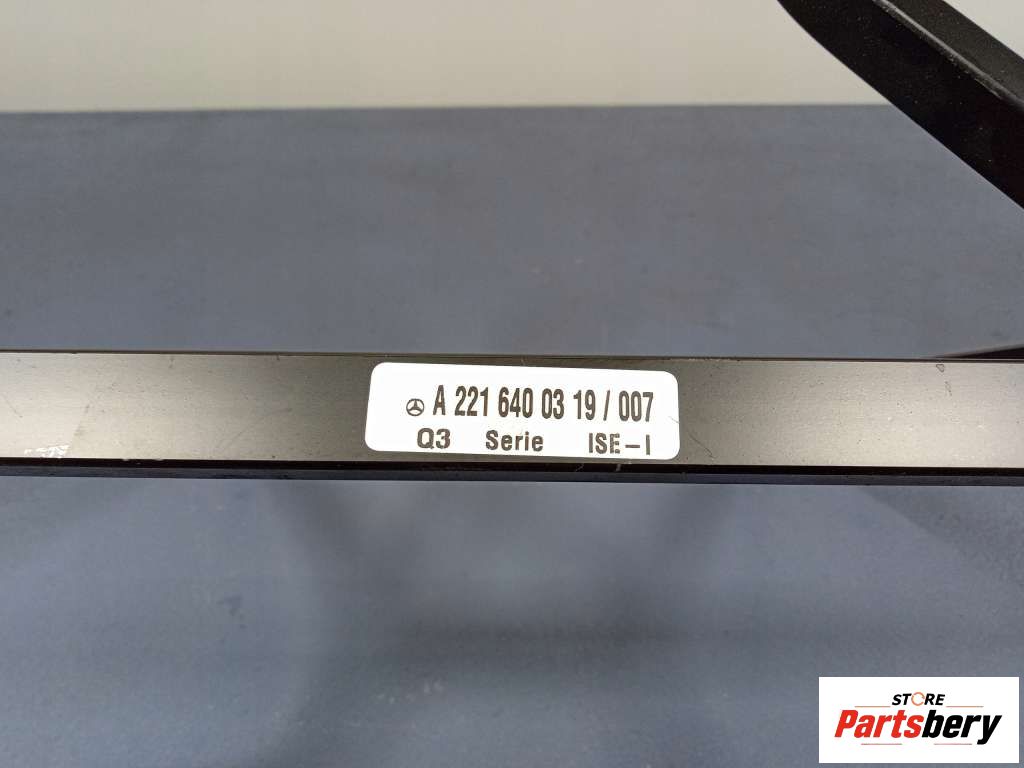 A 221 640 03 19 / 007
Q3 Serie ISE-I
STORE
Partsbery